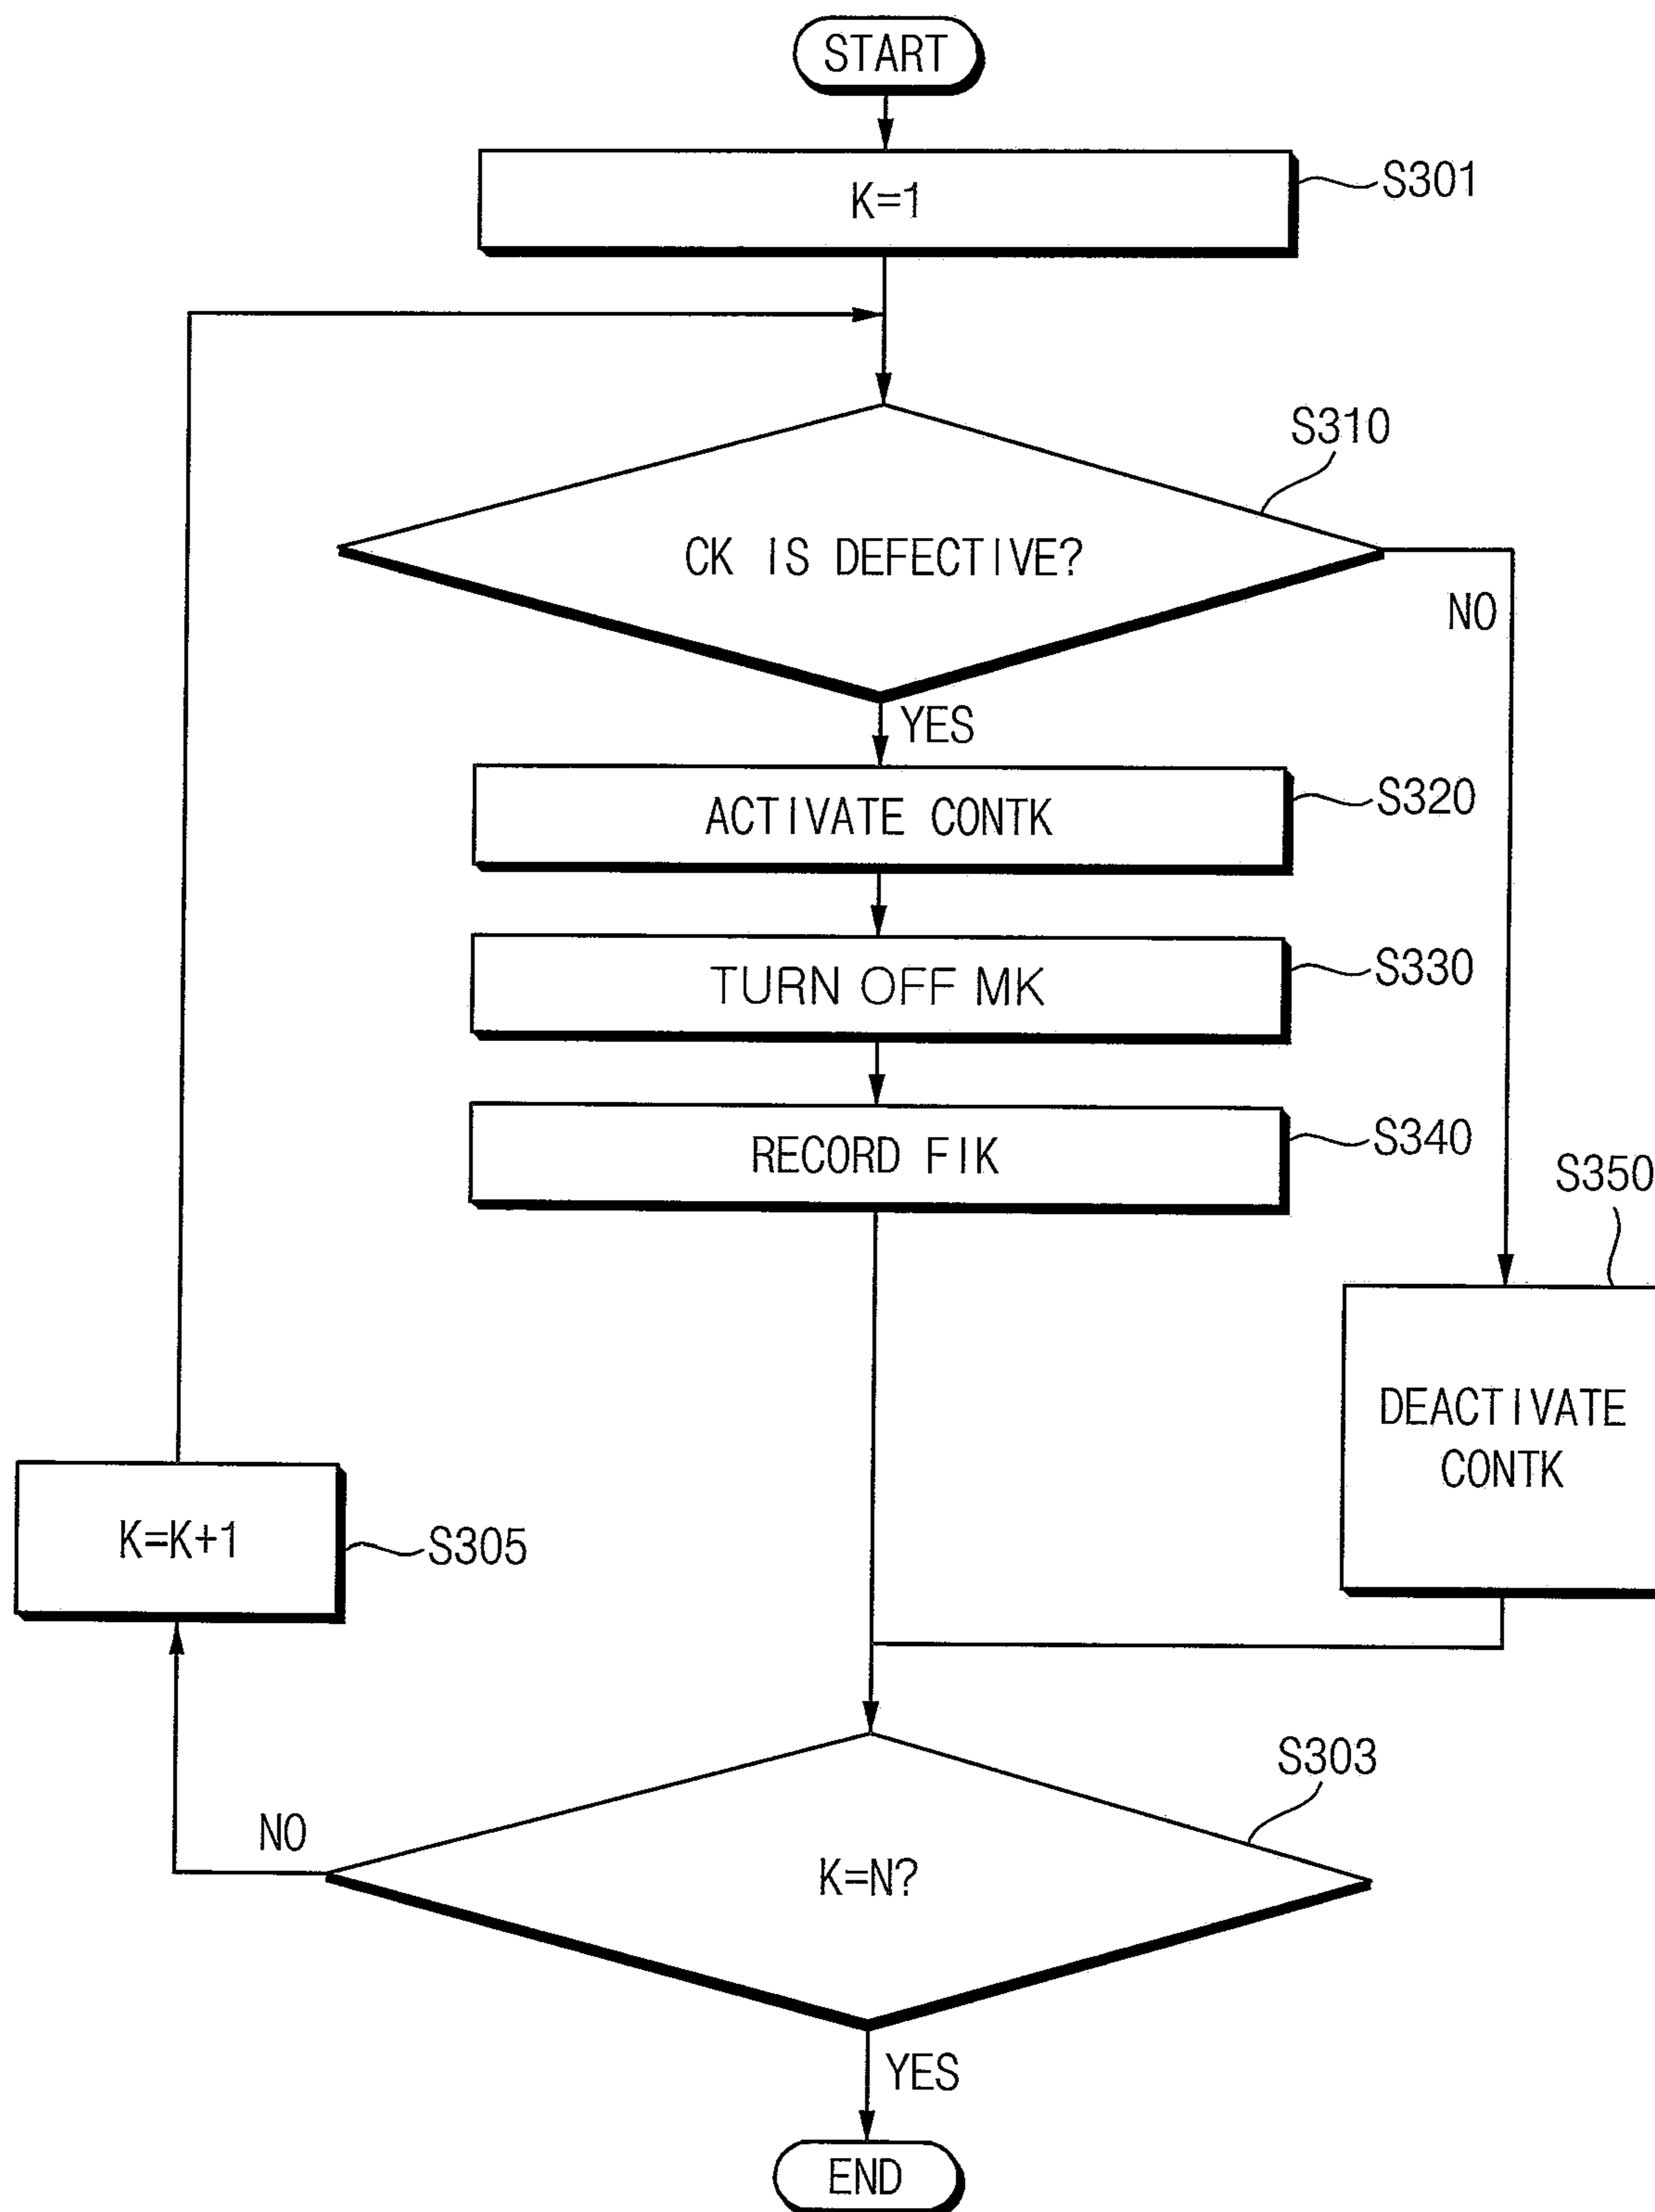 START
K=1
S301
S310
CK IS DEFECTIVE?
NO
YES
ACTIVATE CONTK
S320
TURN OFF MK
S330
RECORD FIK
S340
S350
DEACTIVATE
CONTK
K=K+1
S305
S303
NO
K=N?
YES
END